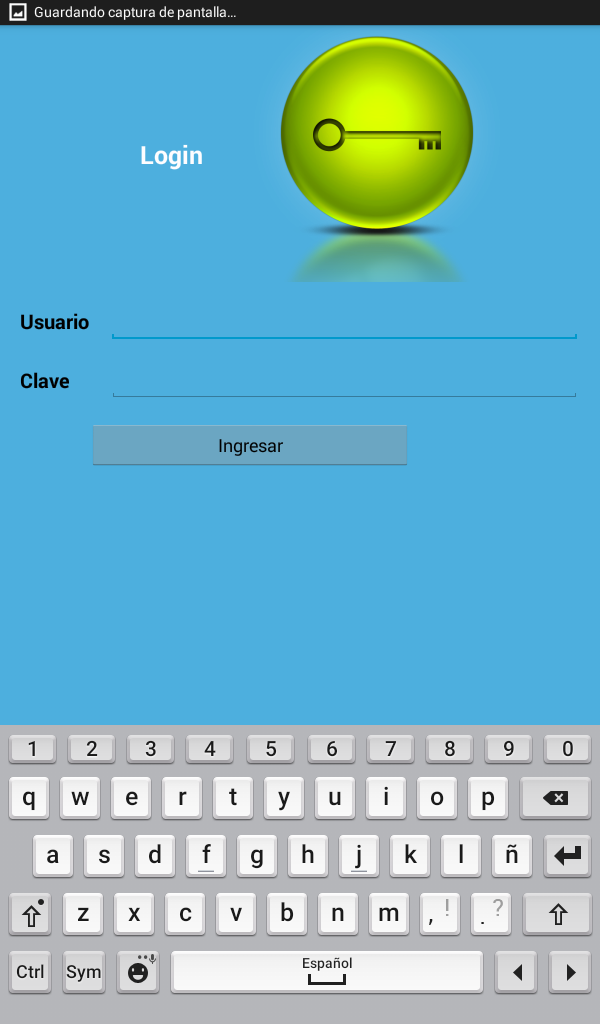 Guardando captura de pantalla...
Login
Usuario
Clave
Ingresar
1 2 3 4 5 6 7 8 9 0
q w e r t y u i o p
a s d f g h j k l ñ
z x c v b n m , ! . ?
Ctrl Sym Español